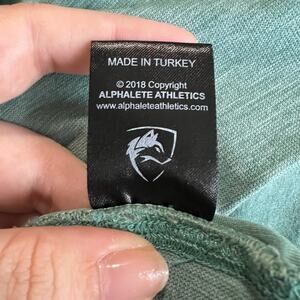 MADE IN TURKEY
© 2018 Copyright
ALPHALETE ATHLETICS
www.alphaleteathletics.com